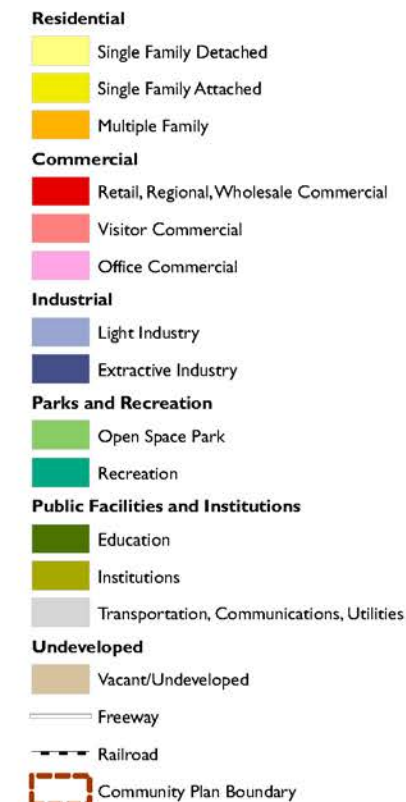 Residential
Single Family Detached
Single Family Attached
Multiple Family
Commercial
Retail, Regional, Wholesale Commercial
Visitor Commercial
Office Commercial
Industrial
Light Industry
Extractive Industry
Parks and Recreation
Open Space Park
Recreation
Public Facilities and Institutions
Education
Institutions
Transportation, Communications, Utilities
Undeveloped
Vacant/Undeveloped
Freeway
Railroad
Community Plan Boundary